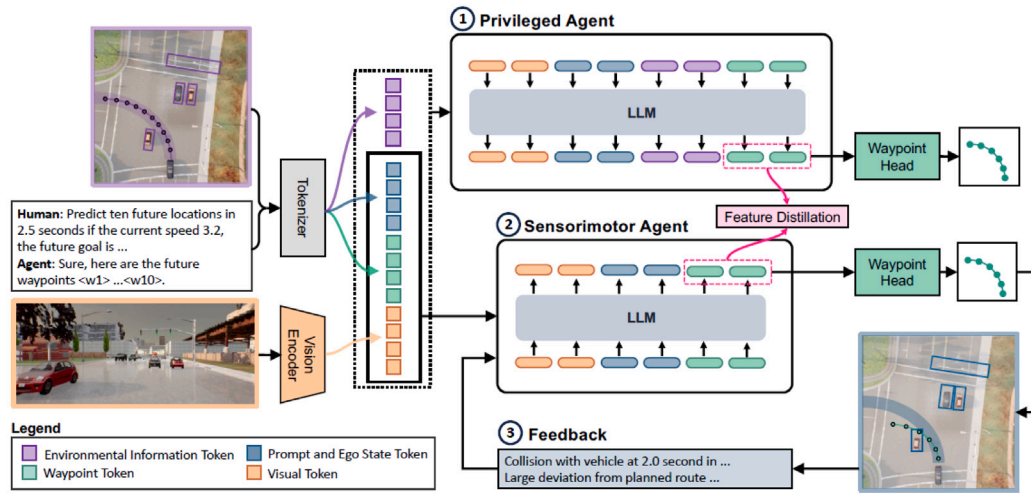 1 Privileged Agent
LLM
Waypoint
Head
Tokenizer
Human: Predict ten future locations in
2.5 seconds if the current speed 3.2,
the future goal is ...
Agent: Sure, here are the future
waypoints <w1> ...<w10>.
Feature Distillation
2 Sensorimotor Agent
LLM
Waypoint
Head
Vision
Encoder
3 Feedback
Collision with vehicle at 2.0 second in ...
Large deviation from planned route ...
Legend
Environmental Information Token
Prompt and Ego State Token
Waypoint Token
Visual Token